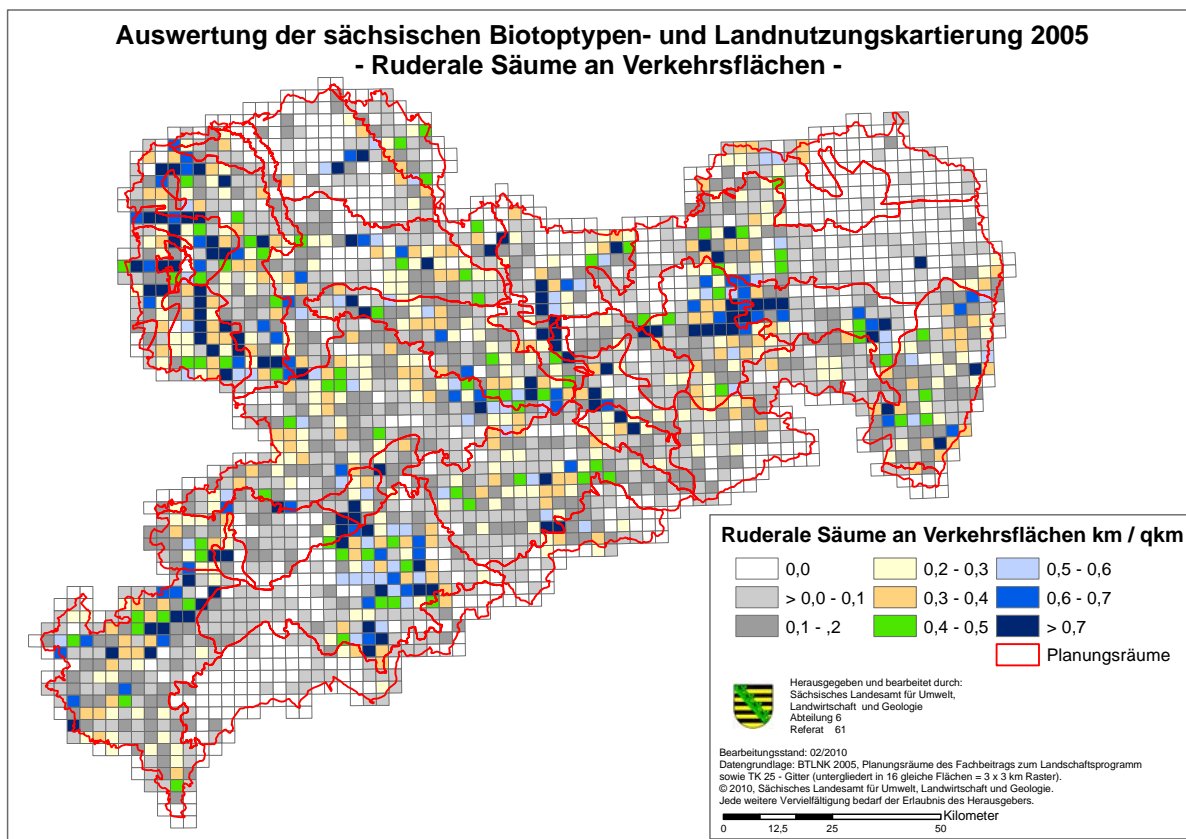 Auswertung der sächsischen Biotoptypen- und Landnutzungskartierung 2005
- Ruderale Säume an Verkehrsflächen -
Ruderale Säume an Verkehrsflächen km / qkm
0,0
> 0,0 - 0,1
0,1 - ,2
0,2 - 0,3
0,3 - 0,4
0,4 - 0,5
0,5 - 0,6
0,6 - 0,7
> 0,7
Planungsräume
Herausgegeben und bearbeitet durch:
Sächsisches Landesamt für Umwelt,
Landwirtschaft und Geologie
Abteilung 6
Referat 61
Bearbeitungsstand: 02/2010
Datengrundlage: BTLNK 2005, Planungsräume des Fachbeitrags zum Landschaftsprogramm
sowie TK 25 - Gitter (untergliedert in 16 gleiche Flächen = 3 x 3 km Raster).
© 2010, Sächsisches Landesamt für Umwelt, Landwirtschaft und Geologie.
Jede weitere Vervielfältigung bedarf der Erlaubnis des Herausgebers.
Kilometer
0 12,5 25 50